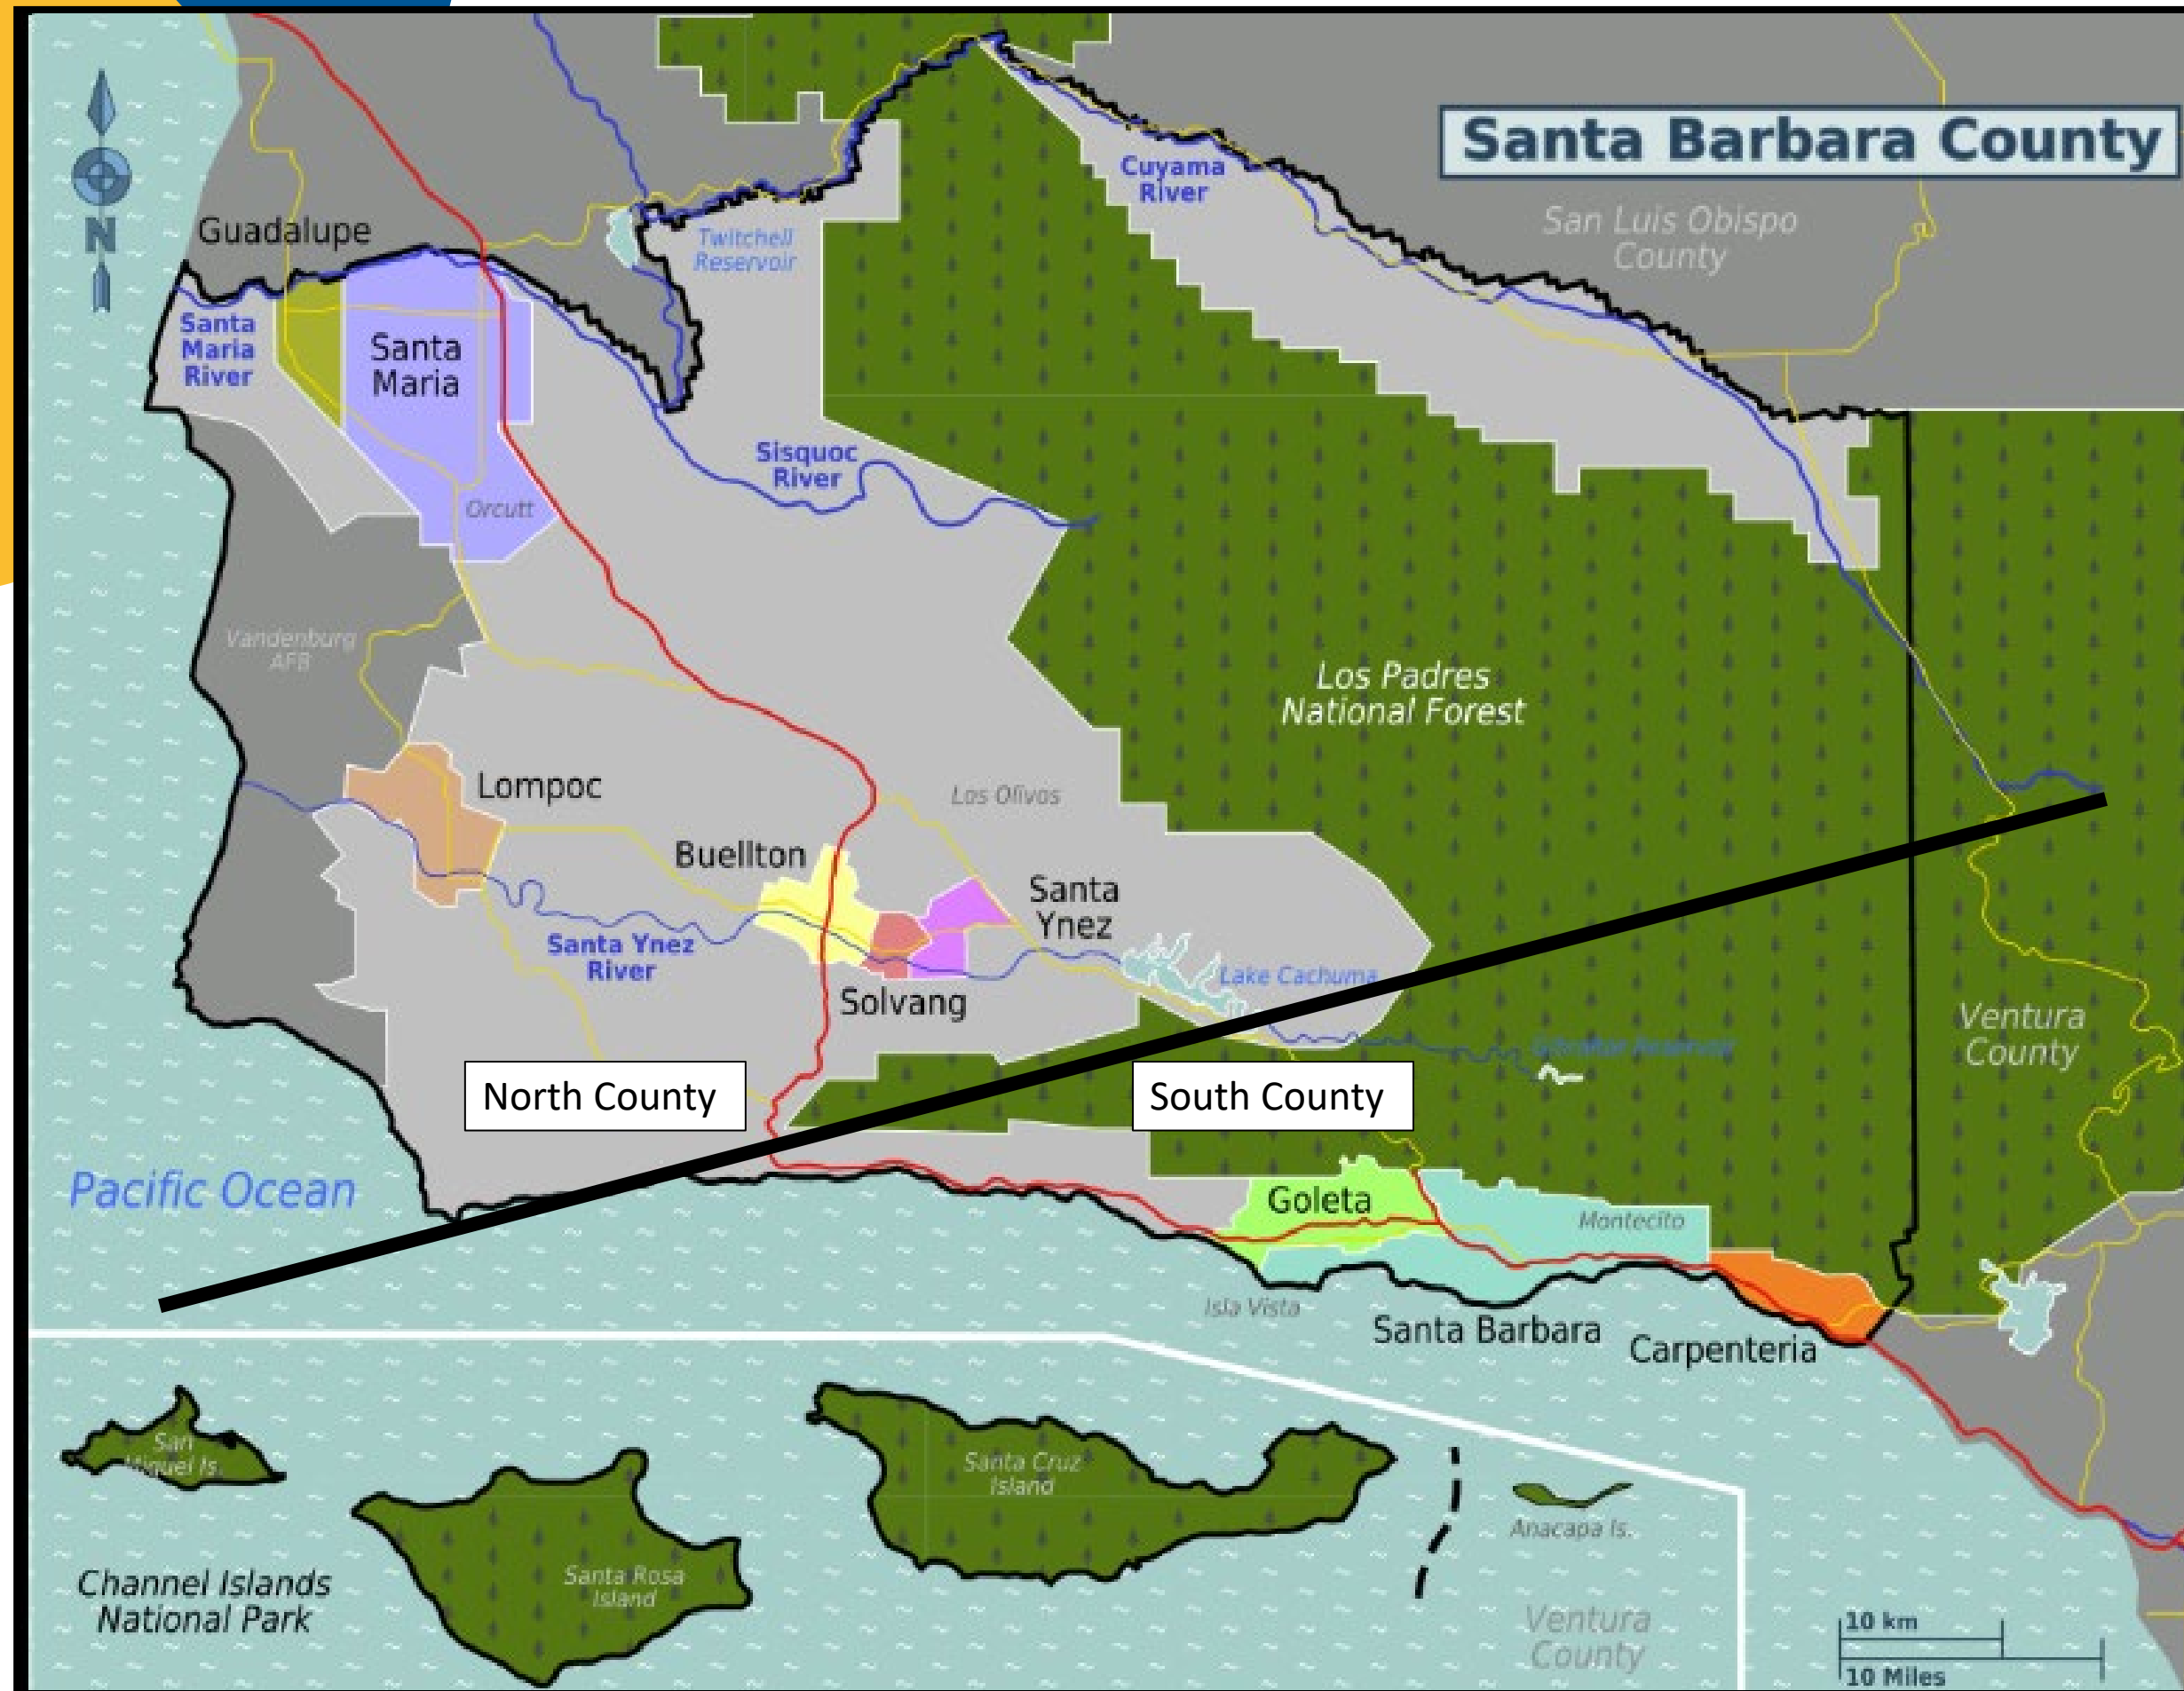 Santa Barbara County
Cuyama
River
San Luis Obispo
County
N
Guadalupe
Twitchell
Reservoir
Santa
Maria
River
Santa
Maria
Sisquoc
River
Orcutt
Vandenburg
AFB
Los Padres
National Forest
Lompoc
Los Olivos
Buellton
Santa
Ynez
Santa Ynez
River
Lake Cachuma
Solvang
Ventura
County
Gibraltar Reservoir
North County
South County
Pacific Ocean
Goleta
Montecito
Isla Vista
Santa Barbara
Carpenteria
San
Miguel Is.
Santa Cruz
Island
Anacapa Is.
Channel Islands
National Park
Santa Rosa
Island
Ventura
County
10 km
10 Miles